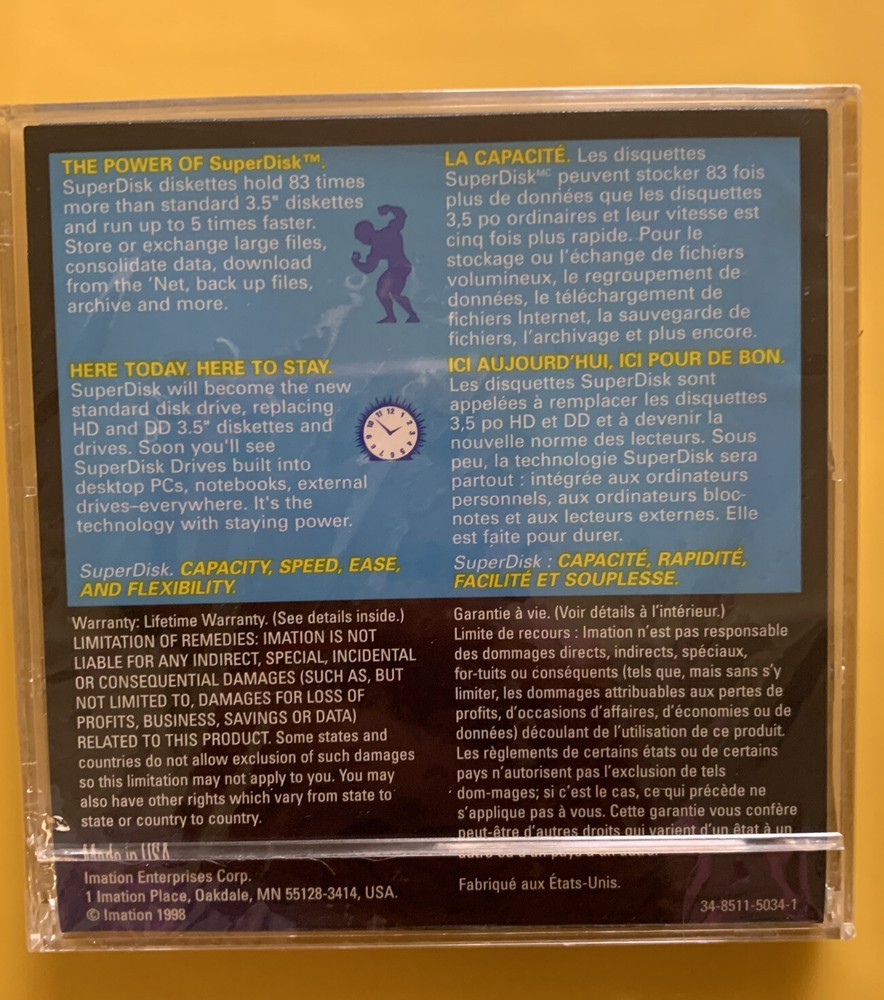 THE POWER OF SuperDisk™.
SuperDisk diskettes hold 83 times
more than standard 3.5" diskettes
and run up to 5 times faster.
Store or exchange large files,
consolidate data, download
from the 'Net, back up files,
archive and more.
HERE TODAY. HERE TO STAY.
SuperDisk will become the new
standard disk drive, replacing
HD and DD 3.5" diskettes and
drives. Soon you'll see
SuperDisk Drives built into
desktop PCs, notebooks, external
drives–everywhere. It's the
technology with staying power.
SuperDisk. CAPACITY, SPEED, EASE,
AND FLEXIBILITY.
LA CAPACITÉ. Les disquettes
SuperDiskMC peuvent stocker 83 fois
plus de données que les disquettes
3,5 po ordinaires et leur vitesse est
cinq fois plus rapide. Pour le
stockage ou l'échange de fichiers
volumineux, le regroupement de
données, le téléchargement de
fichiers Internet, la sauvegarde de
fichiers, l'archivage et plus encore.
ICI AUJOURD'HUI, ICI POUR DE BON.
Les disquettes SuperDisk sont
appelées à remplacer les disquettes
3,5 po HD et DD et à devenir la
nouvelle norme des lecteurs. Sous
peu, la technologie SuperDisk sera
partout : intégrée aux ordinateurs
personnels, aux ordinateurs bloc-
notes et aux lecteurs externes. Elle
est faite pour durer.
SuperDisk : CAPACITÉ, RAPIDITÉ,
FACILITÉ ET SOUPLESSE.
12 1 2 3 4 5 6 7 8 9 10 11
Warranty: Lifetime Warranty. (See details inside.)
LIMITATION OF REMEDIES: IMATION IS NOT
LIABLE FOR ANY INDIRECT, SPECIAL, INCIDENTAL
OR CONSEQUENTIAL DAMAGES (SUCH AS, BUT
NOT LIMITED TO, DAMAGES FOR LOSS OF
PROFITS, BUSINESS, SAVINGS OR DATA)
RELATED TO THIS PRODUCT. Some states and
countries do not allow exclusion of such damages
so this limitation may not apply to you. You may
also have other rights which vary from state to
state or country to country.
Made in USA
Imation Enterprises Corp.
1 Imation Place, Oakdale, MN 55128-3414, USA.
© Imation 1998
Garantie à vie. (Voir détails à l'intérieur.)
Limite de recours : Imation n'est pas responsable
des dommages directs, indirects, spéciaux,
for-tuits ou conséquents (tels que, mais sans s'y
limiter, les dommages attribuables aux pertes de
profits, d'occasions d'affaires, d'économies ou de
données) découlant de l'utilisation de ce produit.
Les règlements de certains états ou de certains
pays n'autorisent pas l'exclusion de tels
dom-mages; si c'est le cas, ce qui précède ne
s'applique pas à vous. Cette garantie vous confère
peut-être d'autres droits qui varient d'un état à un
Fabriqué aux États-Unis.
34-8511-5034-1